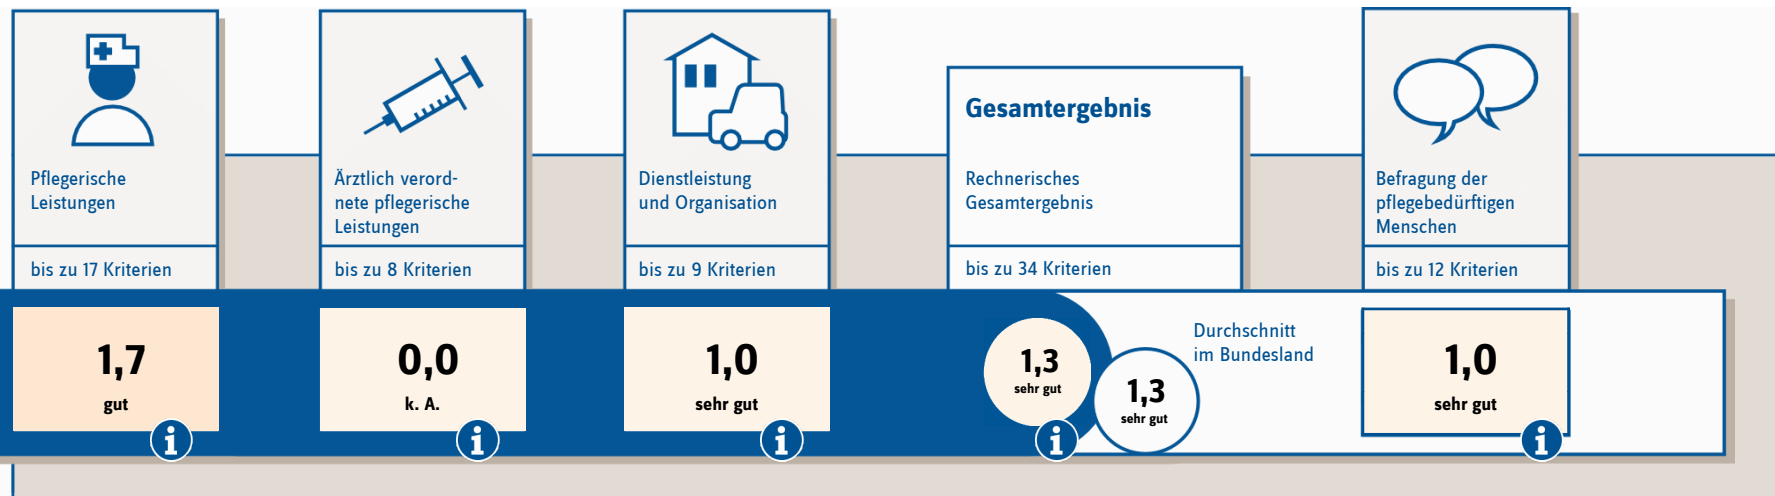 Pflegerische
Leistungen
bis zu 17 Kriterien
1,7
gut
i
Ärztlich verord-
nete pflegerische
Leistungen
bis zu 8 Kriterien
0,0
k. A.
i
Dienstleistung
und Organisation
bis zu 9 Kriterien
1,0
sehr gut
i
Gesamtergebnis
Rechnerisches
Gesamtergebnis
bis zu 34 Kriterien
1,3
sehr gut
i
1,3
sehr gut
Durchschnitt
im Bundesland
Befragung der
pflegebedürftigen
Menschen
bis zu 12 Kriterien
1,0
sehr gut
i